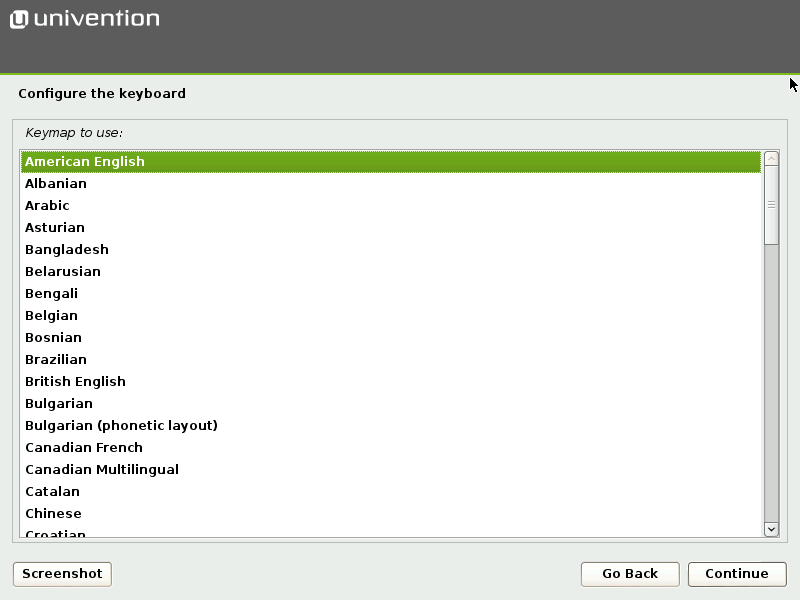 univention
Configure the keyboard
Keymap to use:
American English
Albanian
Arabic
Asturian
Bangladesh
Belarusian
Bengali
Belgian
Bosnian
Brazilian
British English
Bulgarian
Bulgarian (phonetic layout)
Canadian French
Canadian Multilingual
Catalan
Chinese
Croatian
Screenshot
Go Back
Continue